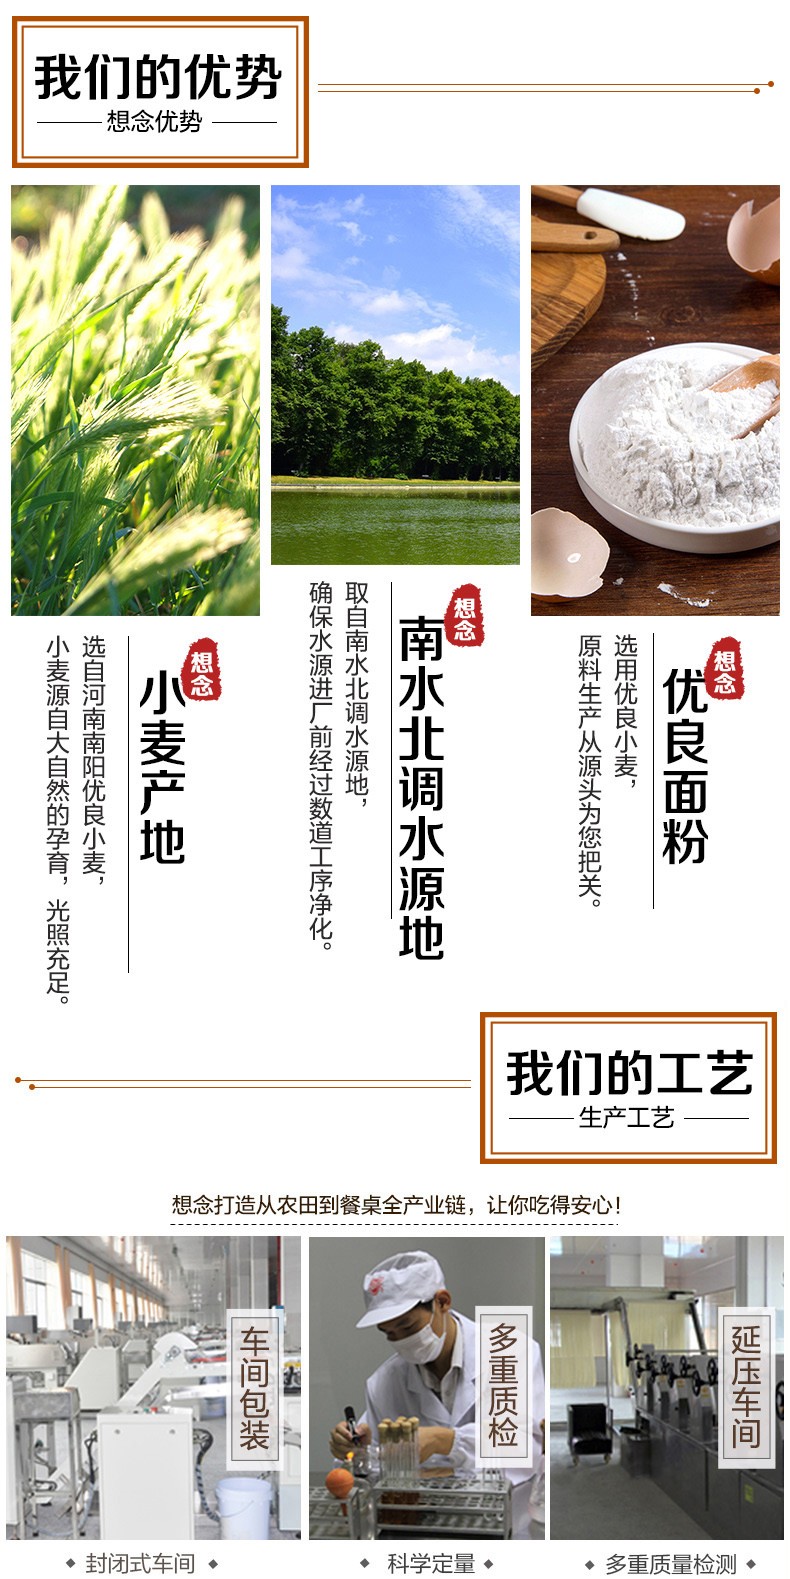 我们的优势
想念优势
想念
小麦产地
选自河南南阳优良小麦，
小麦源自大自然的孕育，光照充足。
想念
南水北调水源地
取自南水北调水源地，
确保水源进厂前经过数道工序净化。
想念
优良面粉
选用优良小麦，
原料生产从源头为您把关。
我们的工艺
生产工艺
想念打造从农田到餐桌全产业链，让你吃得安心！
车间包装
多重质检
延压车间
封闭式车间
科学定量
多重质量检测